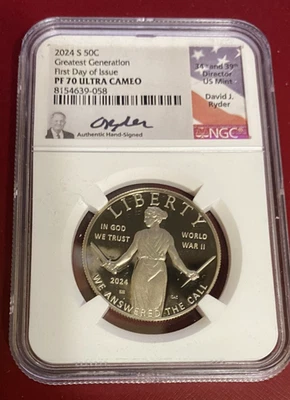 2024 S 50C
Greatest Generation
First Day of Issue
PF 70 ULTRA CAMEO
8154639-058
Ryder
Authentic Hand-Signed
34th and 39th
Director
US Mint
David J.
Ryder
NGC
LIBERTY
IN GOD
WE TRUST
WORLD
WAR II
2024
WE ANSWERED THE CALL